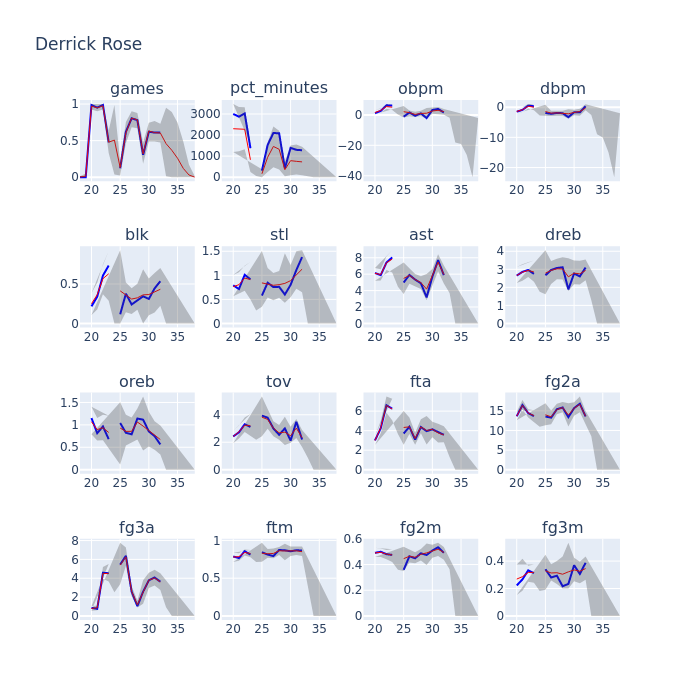 Derrick Rose
games pct_minutes obpm dbpm
1 0.5 0 20 25 30 35
3000 2000 1000 0 20 25 30 35
0 −20 −40 20 25 30 35
0 −10 −20 20 25 30 35
blk stl ast dreb
0.5 0 20 25 30 35
1.5 1 0.5 0 20 25 30 35
8 6 4 2 0 20 25 30 35
4 3 2 1 0 20 25 30 35
oreb tov fta fg2a
1.5 1 0.5 0 20 25 30 35
4 2 0 20 25 30 35
6 4 2 0 20 25 30 35
15 10 5 0 20 25 30 35
fg3a ftm fg2m fg3m
8 6 4 2 0 20 25 30 35
1 0.5 0 20 25 30 35
0.6 0.4 0.2 0 20 25 30 35
0.4 0.2 0 20 25 30 35